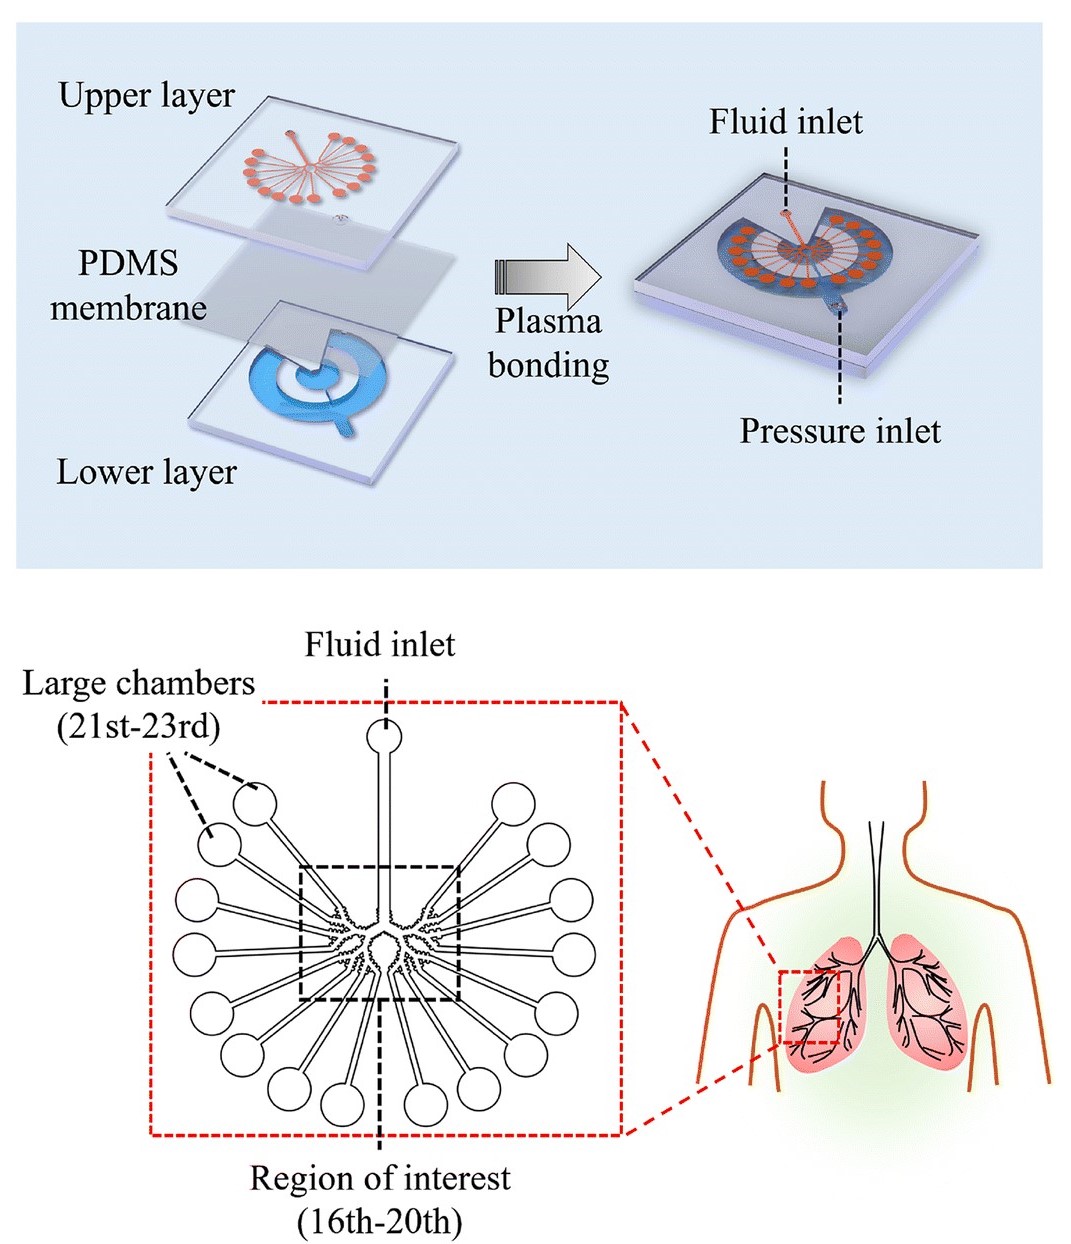 Upper layer
Fluid inlet
PDMS
membrane
Plasma
bonding
Pressure inlet
Lower layer
Fluid inlet
Large chambers
(21st-23rd)
Region of interest
(16th-20th)